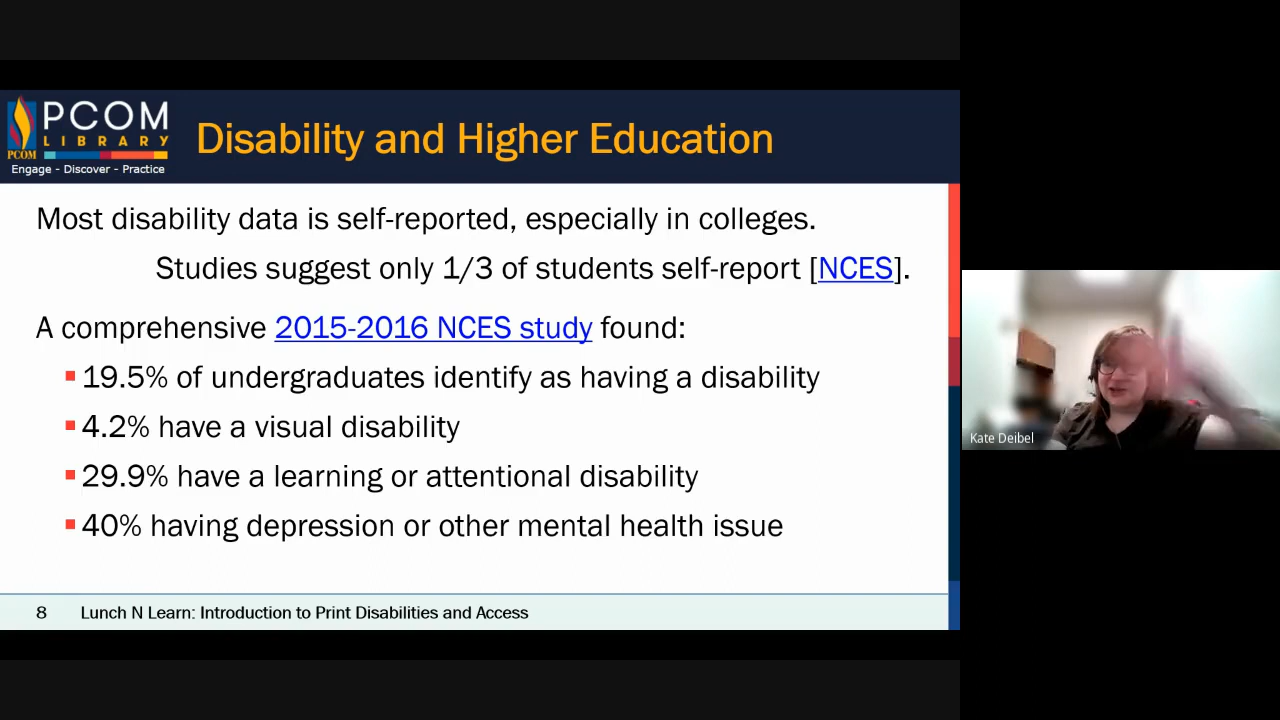 PCOM
LIBRARY
PCOM
Engage - Discover - Practice
Disability and Higher Education
Most disability data is self-reported, especially in colleges.
Studies suggest only 1/3 of students self-report [NCES].
A comprehensive 2015-2016 NCES study found:
19.5% of undergraduates identify as having a disability
4.2% have a visual disability
29.9% have a learning or attentional disability
40% having depression or other mental health issue
8 Lunch N Learn: Introduction to Print Disabilities and Access
Kate Deibel